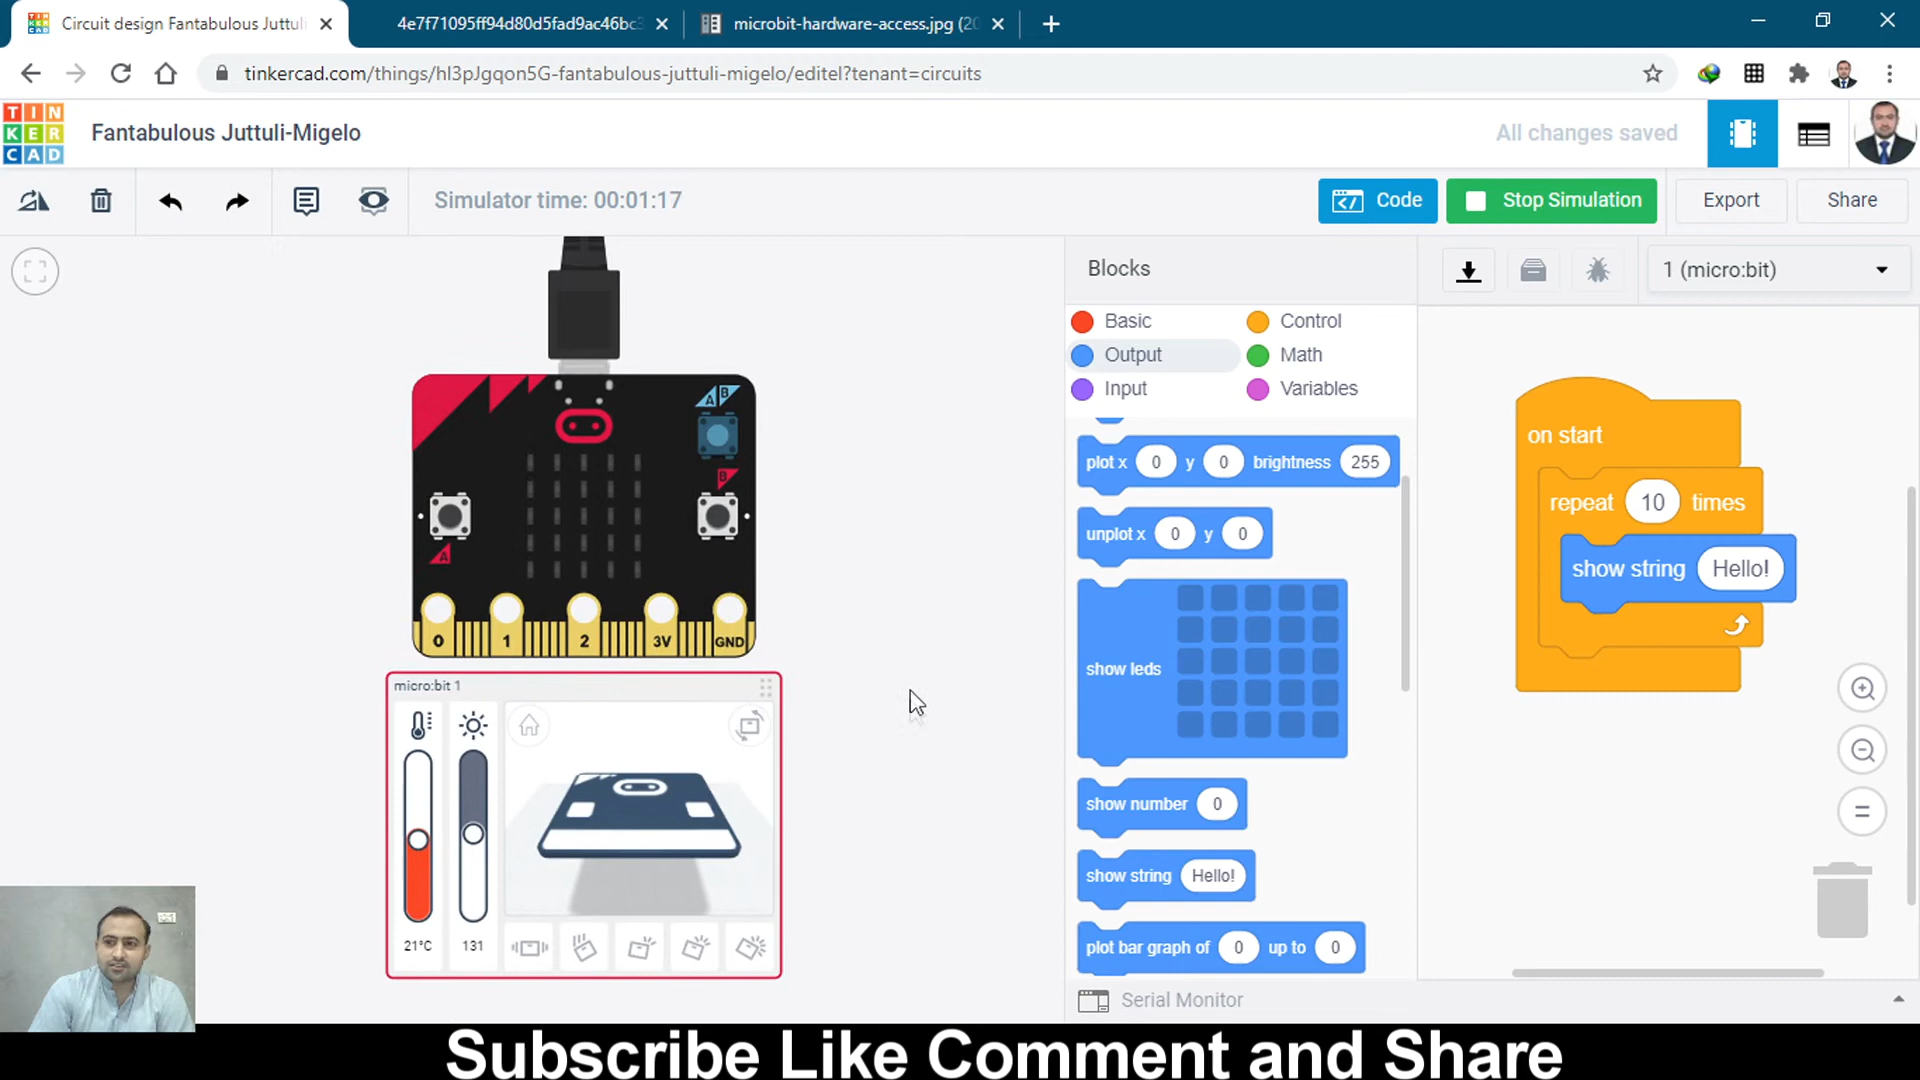 Circuit design Fantabulous Juttuli
4e7f71095ff94d80d5fad9ac46bc3
microbit-hardware-access.jpg (20
tinkercad.com/things/hl3pJgqon5G-fantabulous-juttuli-migelo/editel?tenant=circuits
TIN
KER
CAD
Fantabulous Juttuli-Migelo
All changes saved
Simulator time: 00:01:17
Code
Stop Simulation
Export
Share
Blocks
1 (micro:bit)
Basic
Control
Output
Math
Input
Variables
plot x 0 y 0 brightness 255
unplot x 0 y 0
show leds
show number 0
show string Hello!
plot bar graph of 0 up to 0
Serial Monitor
on start
repeat 10 times
show string Hello!
A B
B
A
0 1 2 3V GND
micro:bit 1
21°C 131
Subscribe Like Comment and Share